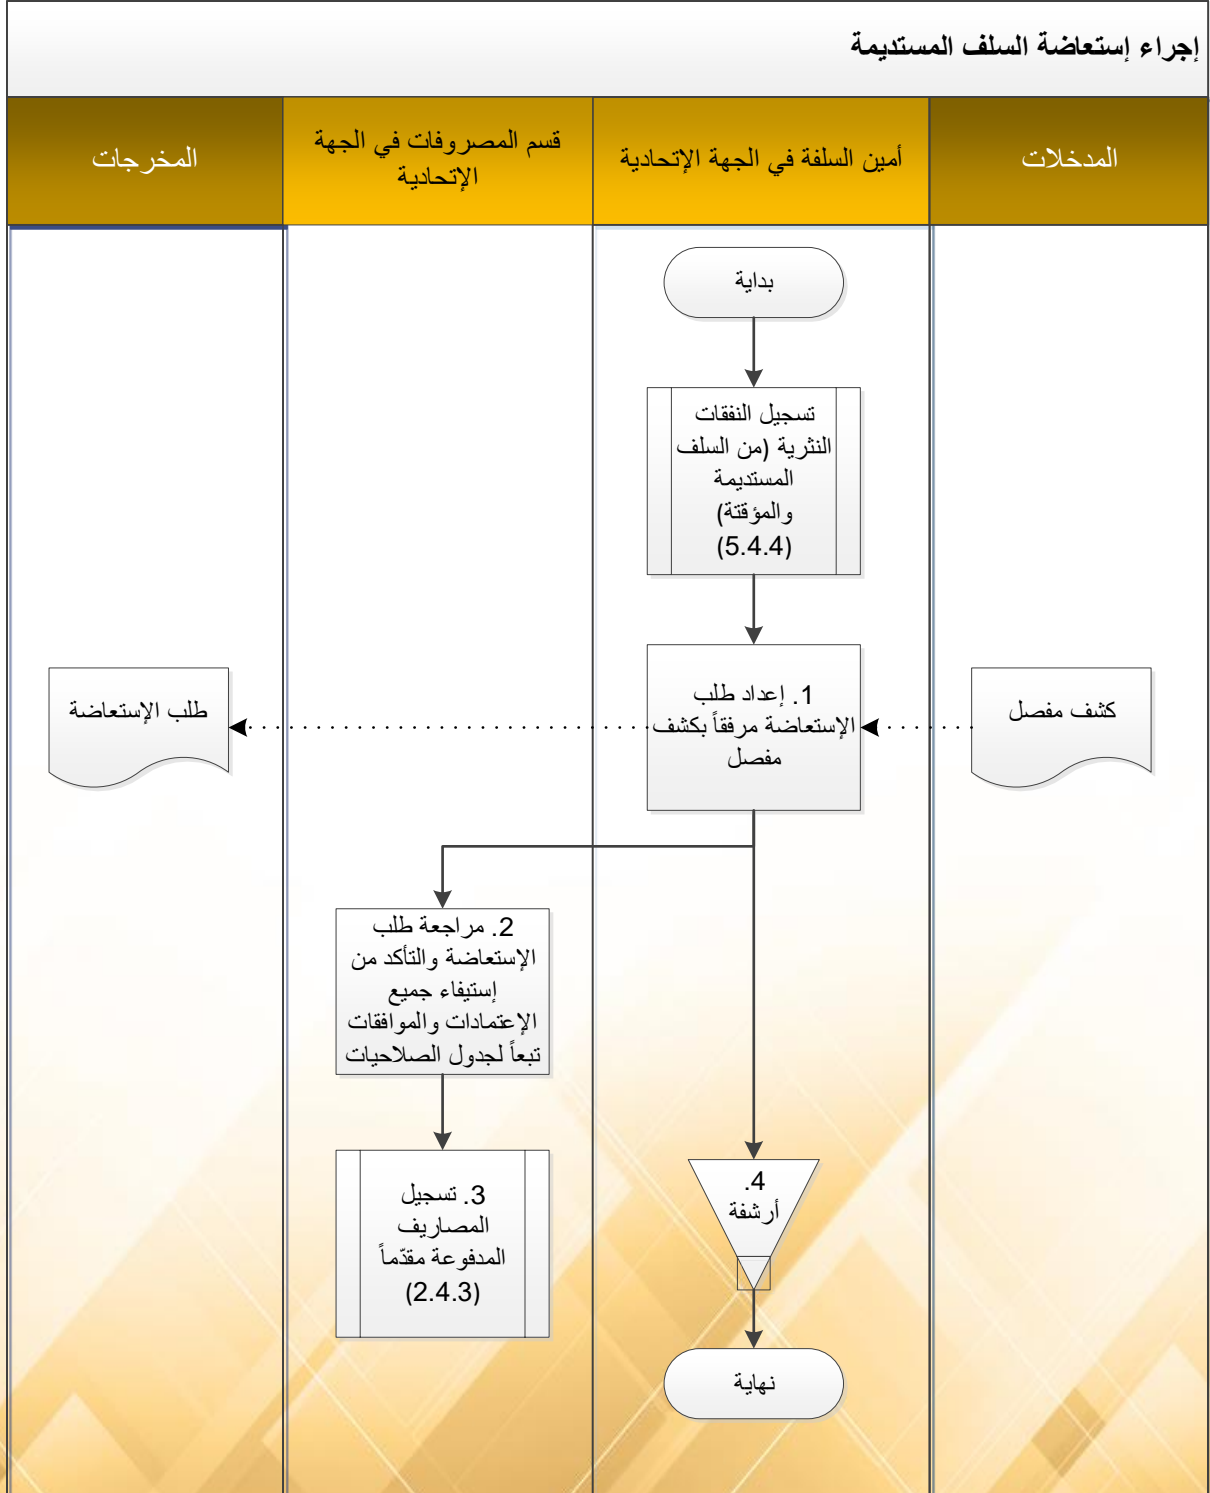 إجراء إستعاضة السلف المستديمة
المدخلات
أمين السلفة في الجهة الإتحادية
قسم المصروفات في الجهة
الإتحادية
المخرجات
بداية
تسجيل النفقات
النثرية (من السلف
المستديمة
والمؤقتة)
(5.4.4)
كشف مفصل
1. إعداد طلب
الإستعاضة مرفقاً بكشف
مفصل
طلب الإستعاضة
2. مراجعة طلب
الإستعاضة والتأكد من
إستيفاء جميع
الإعتمادات والموافقات
تبعاً لجدول الصلاحيات
3. تسجيل
المصاريف
المدفوعة مقدّماً
(2.4.3)
4.
أرشفة
نهاية